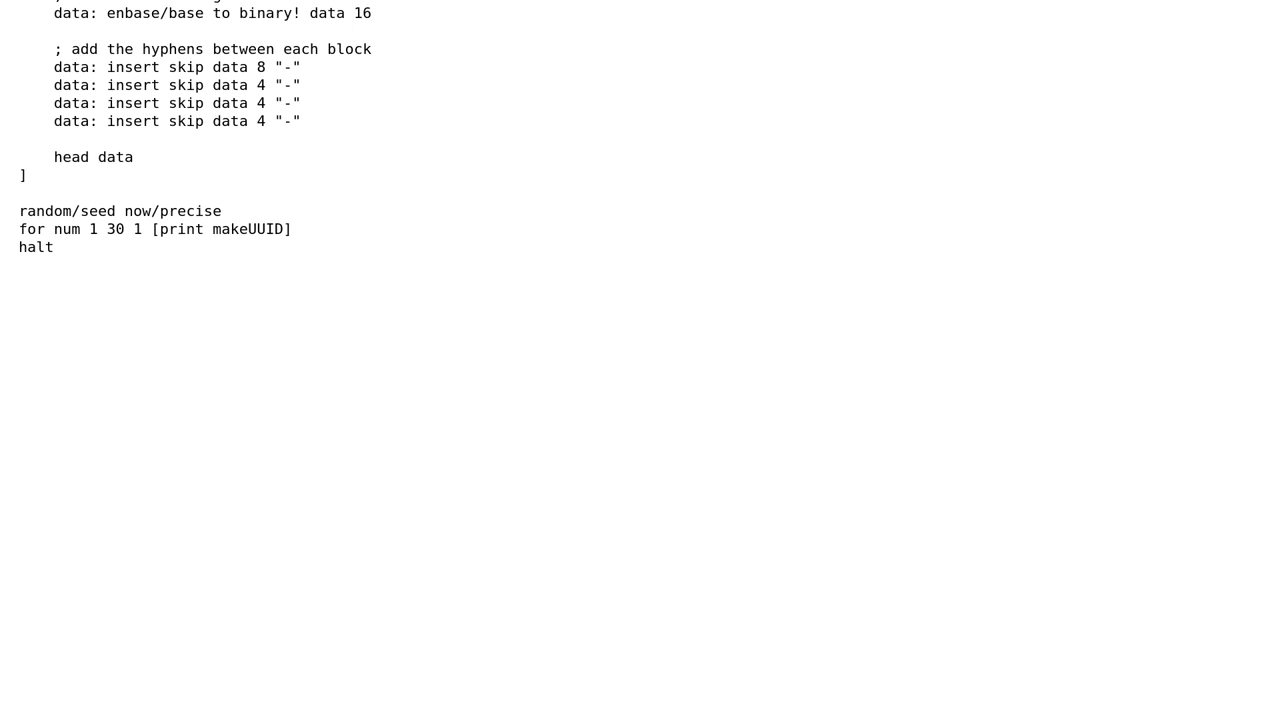 data: enbase/base to binary! data 16

; add the hyphens between each block
data: insert skip data 8 "-"
data: insert skip data 4 "-"
data: insert skip data 4 "-"
data: insert skip data 4 "-"

head data
]

random/seed now/precise
for num 1 30 1 [print makeUUID]
halt